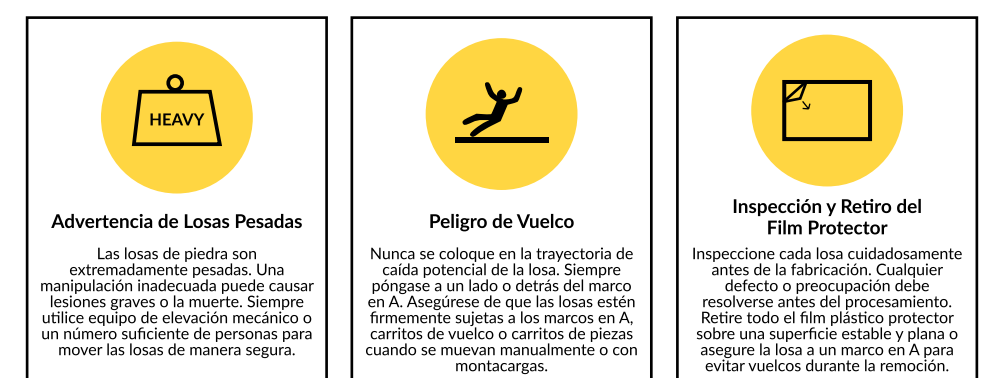 HEAVY
Advertencia de Losas Pesadas
Las losas de piedra son
extremadamente pesadas. Una
manipulación inadecuada puede causar
lesiones graves o la muerte. Siempre
utilice equipo de elevación mecánico o
un número suficiente de personas para
mover las losas de manera segura.
Peligro de Vuelco
Nunca se coloque en la trayectoria de
caída potencial de la losa. Siempre
póngase a un lado o detrás del marco
en A. Asegúrese de que las losas estén
firmemente sujetas a los marcos en A,
carritos de vuelco o carritos de piezas
cuando se muevan manualmente o con
montacargas.
Inspección y Retiro del
Film Protector
Inspeccione cada losa cuidadosamente
antes de la fabricación. Cualquier
defecto o preocupación debe
resolverse antes del procesamiento.
Retire todo el film plástico protector
sobre una superficie estable y plana o
asegure la losa a un marco en A para
evitar vuelcos durante la remoción.